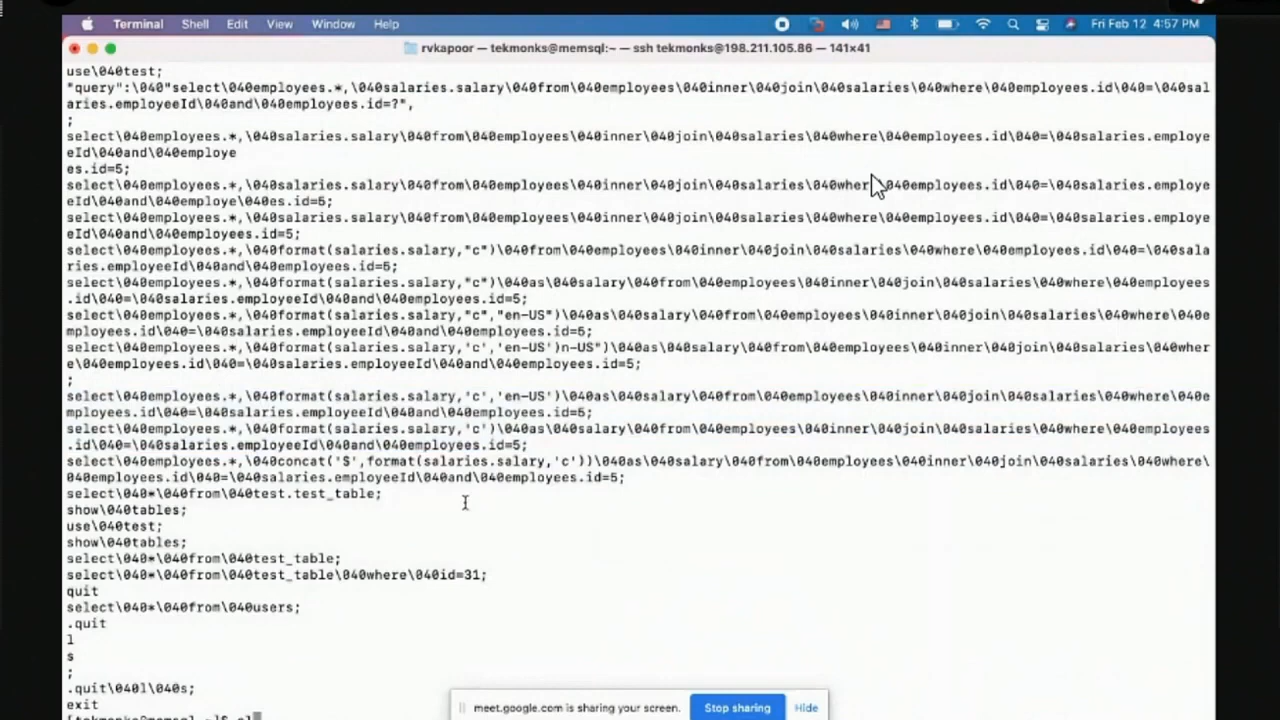 Terminal Shell Edit View Window Help Fri Feb 12 4:57 PM
rvkapoor — tekmonks@memsql:~ — ssh tekmonks@198.211.105.86 — 141×41
use\040test;
"query":\040"select\040employees.*,\040salaries.salary\040from\040employees\040inner\040join\040salaries\040where\040employees.id\040=\040sal
aries.employeeId\040and\040employees.id=?",
;
select\040employees.*,\040salaries.salary\040from\040employees\040inner\040join\040salaries\040where\040employees.id\040=\040salaries.employe
eId\040and\040employe
es.id=5;
select\040employees.*,\040salaries.salary\040from\040employees\040inner\040join\040salaries\040where\040employees.id\040=\040salaries.employe
eId\040and\040employe\040es.id=5;
select\040employees.*,\040salaries.salary\040from\040employees\040inner\040join\040salaries\040where\040employees.id\040=\040salaries.employe
eId\040and\040employees.id=5;
select\040employees.*,\040format(salaries.salary,"c")\040from\040employees\040inner\040join\040salaries\040where\040employees.id\040=\040sala
ries.employeeId\040and\040employees.id=5;
select\040employees.*,\040format(salaries.salary,"c")\040as\040salary\040from\040employees\040inner\040join\040salaries\040where\040employees
.id\040=\040salaries.employeeId\040and\040employees.id=5;
select\040employees.*,\040format(salaries.salary,"c","en-US")\040as\040salary\040from\040employees\040inner\040join\040salaries\040where\040e
mployees.id\040=\040salaries.employeeId\040and\040employees.id=5;
select\040employees.*,\040format(salaries.salary,'c','en-US')n-US")\040as\040salary\040from\040employees\040inner\040join\040salaries\040wher
e\040employees.id\040=\040salaries.employeeId\040and\040employees.id=5;
;
select\040employees.*,\040format(salaries.salary,'c','en-US')\040as\040salary\040from\040employees\040inner\040join\040salaries\040where\040e
mployees.id\040=\040salaries.employeeId\040and\040employees.id=5;
select\040employees.*,\040format(salaries.salary,'c')\040as\040salary\040from\040employees\040inner\040join\040salaries\040where\040employees
.id\040=\040salaries.employeeId\040and\040employees.id=5;
select\040employees.*,\040concat('$',format(salaries.salary,'c'))\040as\040salary\040from\040employees\040inner\040join\040salaries\040where\
040employees.id\040=\040salaries.employeeId\040and\040employees.id=5;
select\040*\040from\040test.test_table;
show\040tables;
use\040test;
show\040tables;
select\040*\040from\040test_table;
select\040*\040from\040test_table\040where\040id=31;
quit
select\040*\040from\040users;
.quit
l
s
;
.quit\040l\040s;
exit
meet.google.com is sharing your screen. Stop sharing Hide